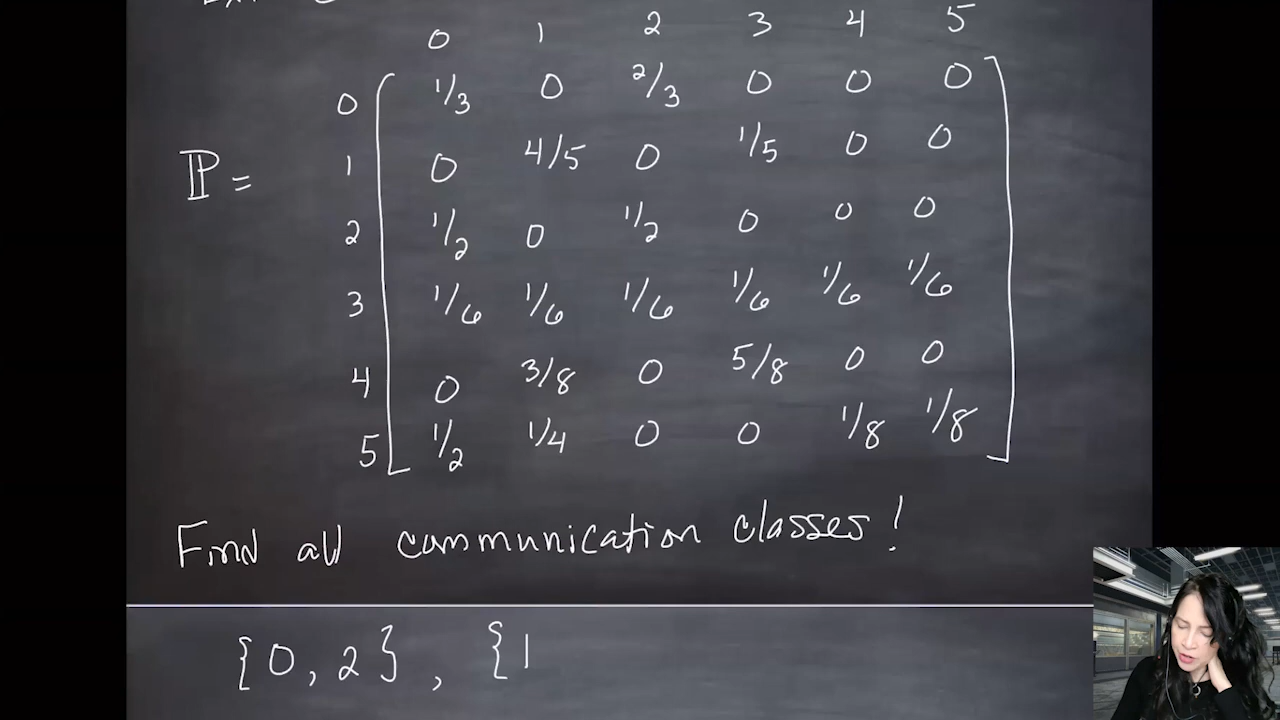 0 1 2 3 4 5
0 1/3 0 2/3 0 0 0
1 0 4/5 0 1/5 0 0
ℙ =
2 1/2 0 1/2 0 0 0
3 1/6 1/6 1/6 1/6 1/6 1/6
4 0 3/8 0 5/8 0 0
5 1/2 1/4 0 0 1/8 1/8
Find all communication classes!
{0, 2}, {1